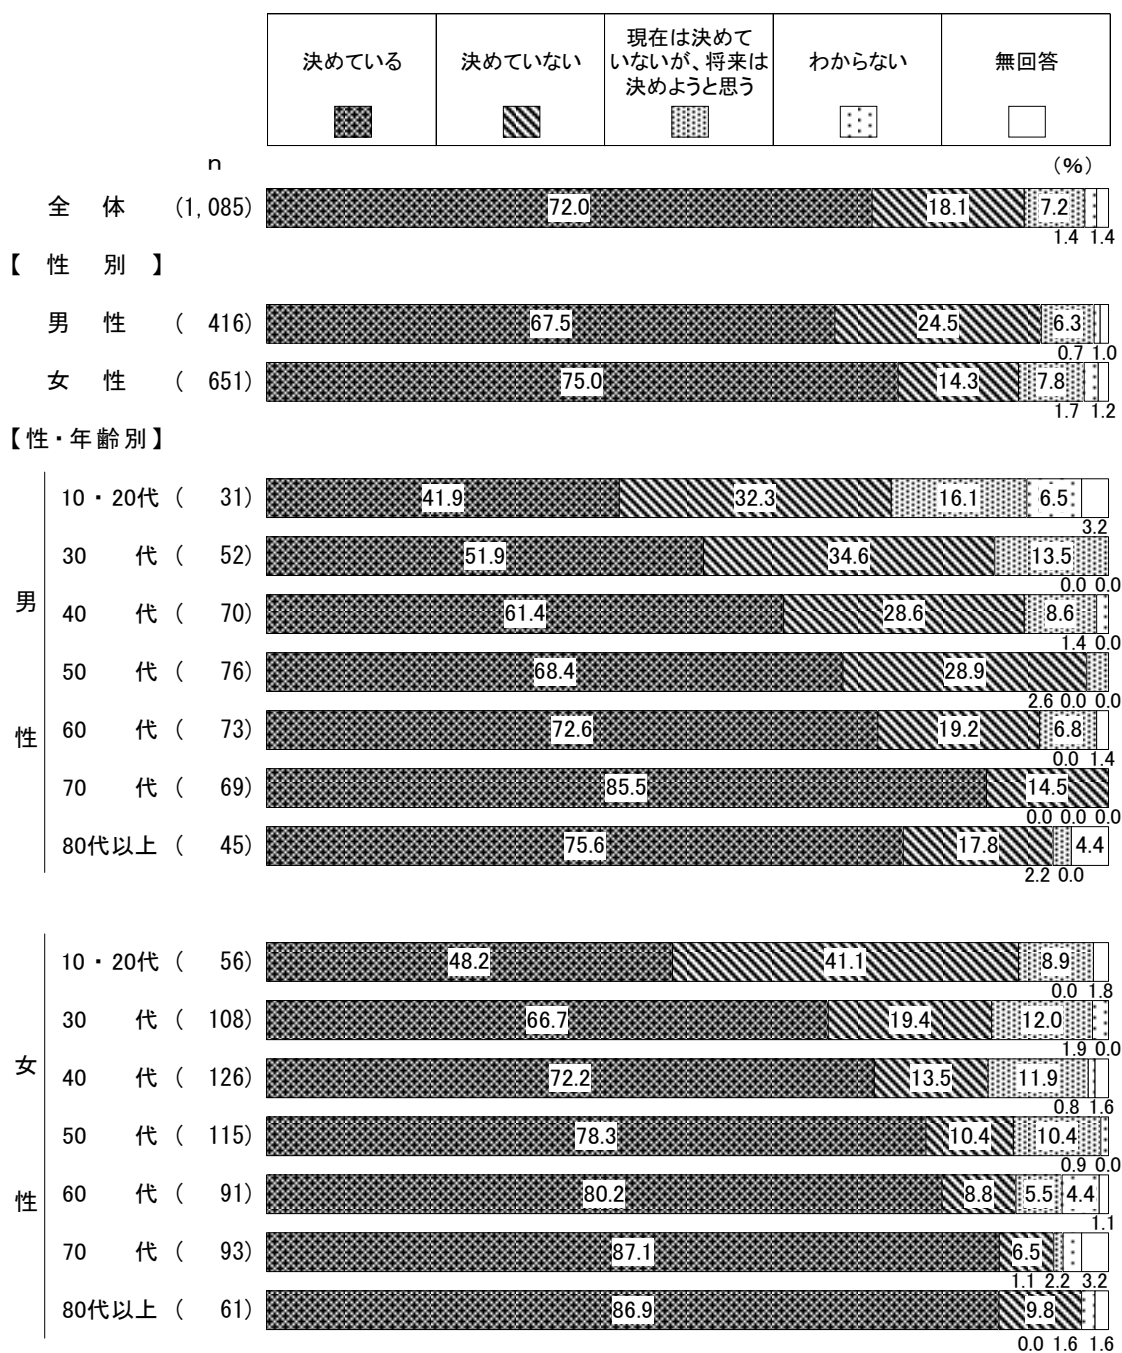 決めている
決めていない
現在は決めて
いないが、将来は
決めようと思う
わからない
無回答
n
(%)
全 体 (1,085) 72.0 18.1 7.2
1.4 1.4
【 性 別 】
男 性 ( 416) 67.5 24.5 6.3
0.7 1.0
女 性 ( 651) 75.0 14.3 7.8
1.7 1.2
【性・年齢別】
男
性
10・20代 ( 31) 41.9 32.3 16.1 6.5
3.2
30 代 ( 52) 51.9 34.6 13.5
0.0 0.0
40 代 ( 70) 61.4 28.6 8.6
1.4 0.0
50 代 ( 76) 68.4 28.9
2.6 0.0 0.0
60 代 ( 73) 72.6 19.2 6.8
0.0 1.4
70 代 ( 69) 85.5 14.5
0.0 0.0 0.0
80代以上 ( 45) 75.6 17.8 4.4
2.2 0.0
女
性
10・20代 ( 56) 48.2 41.1 8.9
0.0 1.8
30 代 ( 108) 66.7 19.4 12.0
1.9 0.0
40 代 ( 126) 72.2 13.5 11.9
0.8 1.6
50 代 ( 115) 78.3 10.4 10.4
0.9 0.0
60 代 ( 91) 80.2 8.8 5.5 4.4
1.1
70 代 ( 93) 87.1 6.5
1.1 2.2 3.2
80代以上 ( 61) 86.9 9.8
0.0 1.6 1.6